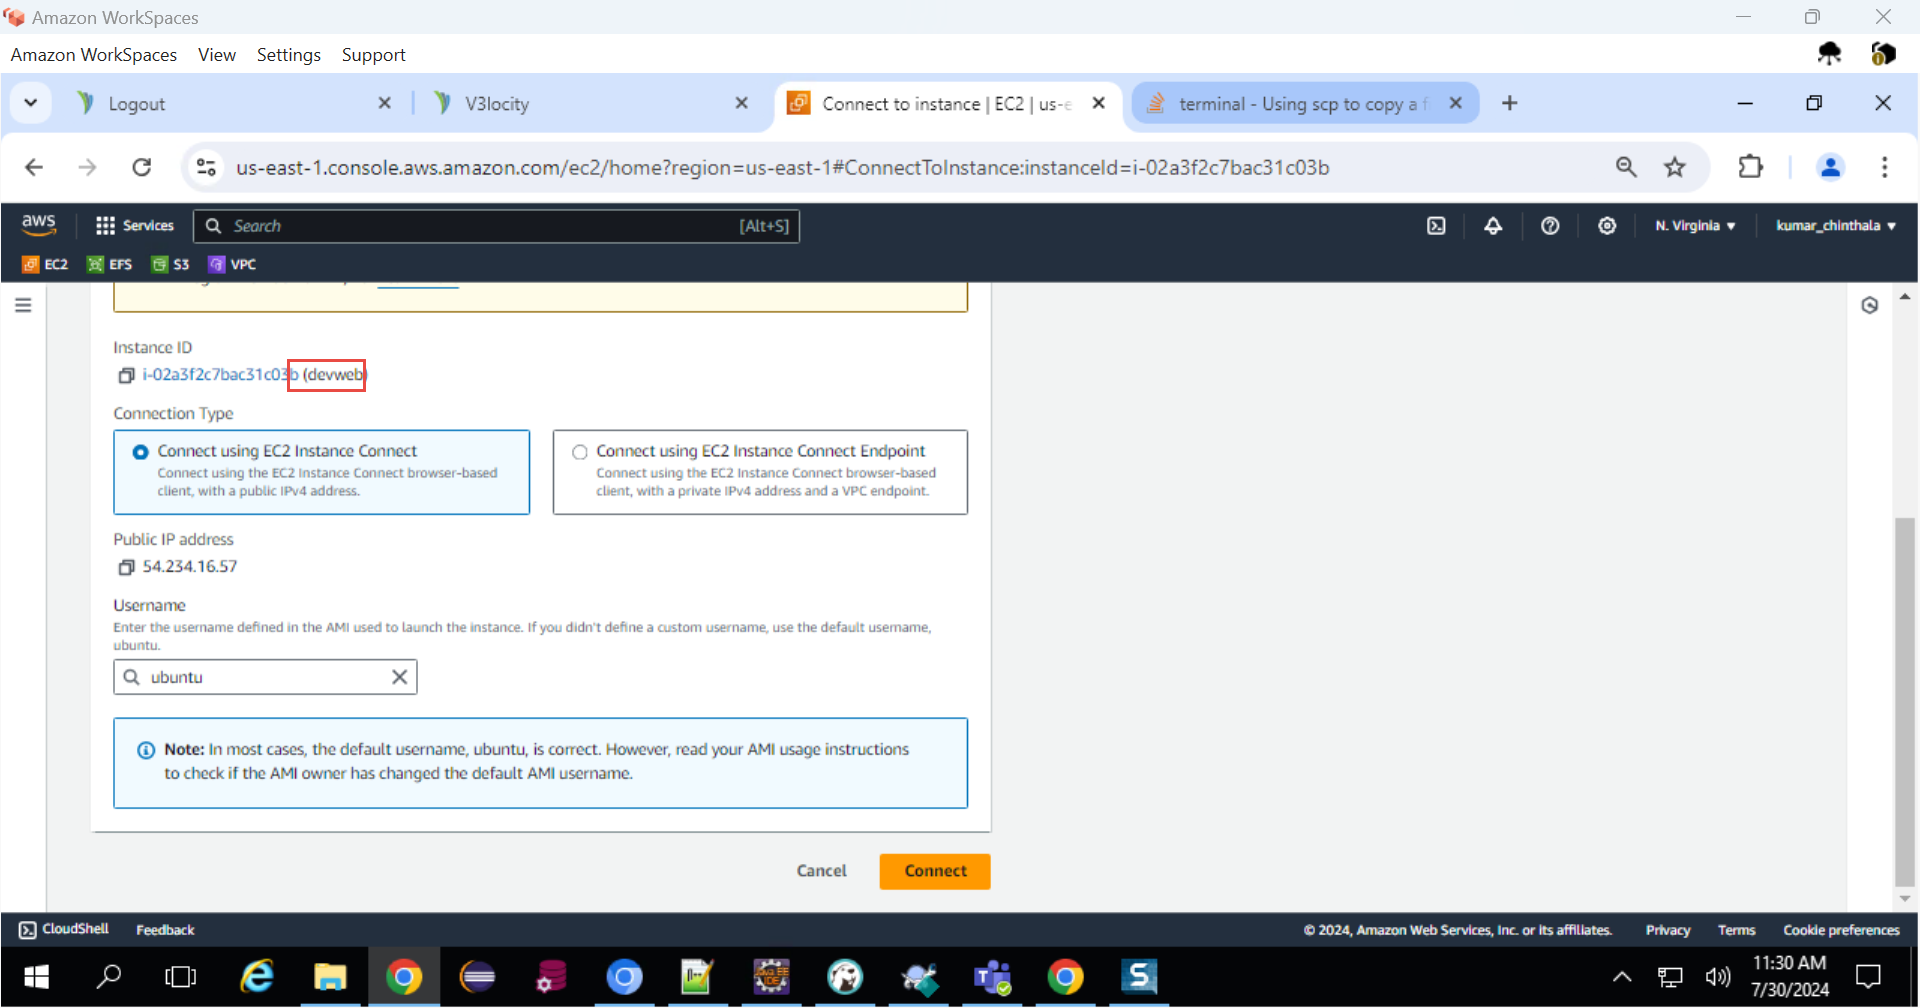 Amazon WorkSpaces
Amazon WorkSpaces View Settings Support
Logout V3locity Connect to instance | EC2 | us-e terminal - Using scp to copy a f
us-east-1.console.aws.amazon.com/ec2/home?region=us-east-1#ConnectToInstance:instanceId=i-02a3f2c7bac31c03b
aws Services Search [Alt+S] N. Virginia ▼ kumar_chinthala ▼
EC2 EFS S3 VPC
Instance ID
i-02a3f2c7bac31c03b (devweb)
Connection Type
Connect using EC2 Instance Connect
Connect using the EC2 Instance Connect browser-based
client, with a public IPv4 address.
Connect using EC2 Instance Connect Endpoint
Connect using the EC2 Instance Connect browser-based
client, with a private IPv4 address and a VPC endpoint.
Public IP address
54.234.16.57
Username
Enter the username defined in the AMI used to launch the instance. If you didn't define a custom username, use the default username,
ubuntu.
ubuntu
Note: In most cases, the default username, ubuntu, is correct. However, read your AMI usage instructions
to check if the AMI owner has changed the default AMI username.
Cancel Connect
CloudShell Feedback © 2024, Amazon Web Services, Inc. or its affiliates. Privacy Terms Cookie preferences
11:30 AM
7/30/2024